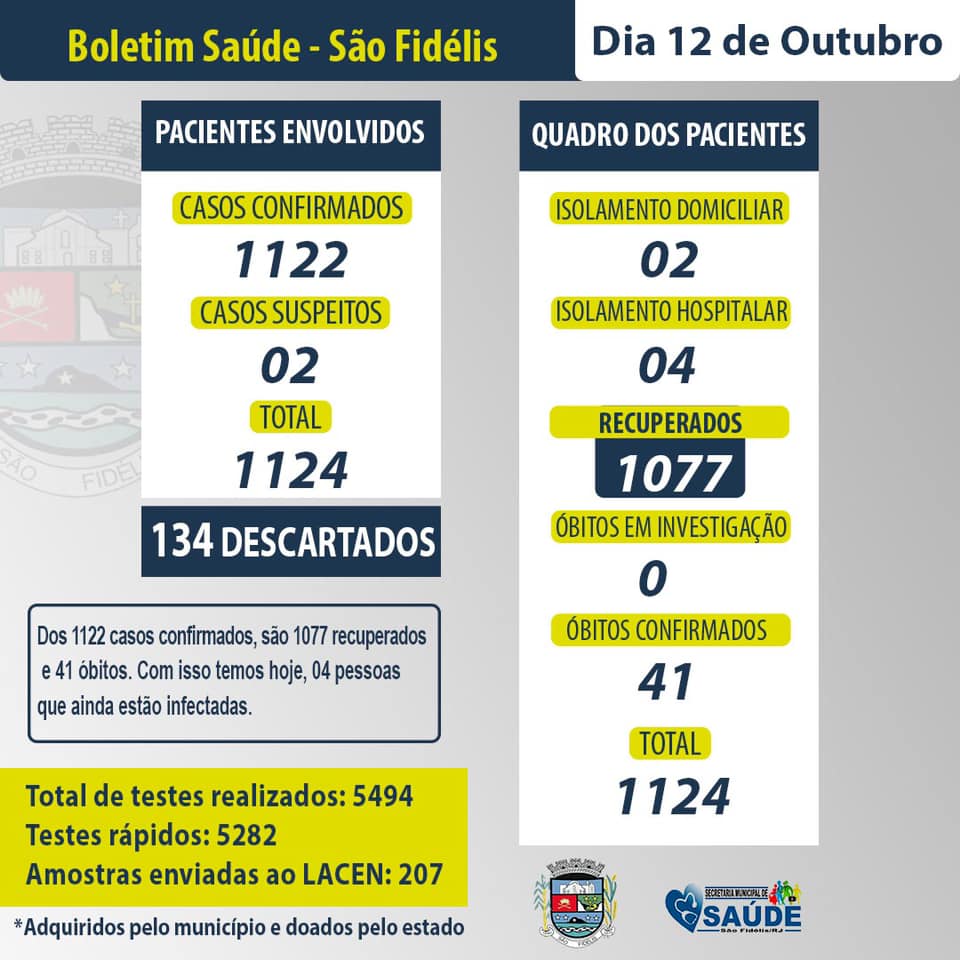 Boletim Saúde - São Fidélis
Dia 12 de Outubro
PACIENTES ENVOLVIDOS
CASOS CONFIRMADOS
1122
CASOS SUSPEITOS
02
TOTAL
1124
134 DESCARTADOS
Dos 1122 casos confirmados, são 1077 recuperados
e 41 óbitos. Com isso temos hoje, 04 pessoas
que ainda estão infectadas.
Total de testes realizados: 5494
Testes rápidos: 5282
Amostras enviadas ao LACEN: 207
*Adquiridos pelo município e doados pelo estado
QUADRO DOS PACIENTES
ISOLAMENTO DOMICILIAR
02
ISOLAMENTO HOSPITALAR
04
RECUPERADOS
1077
ÓBITOS EM INVESTIGAÇÃO
0
ÓBITOS CONFIRMADOS
41
TOTAL
1124
SÃO FIDÉLIS
SECRETARIA MUNICIPAL DE
SAÚDE
São Fidélis/RJ
SÃO FIDÉLIS